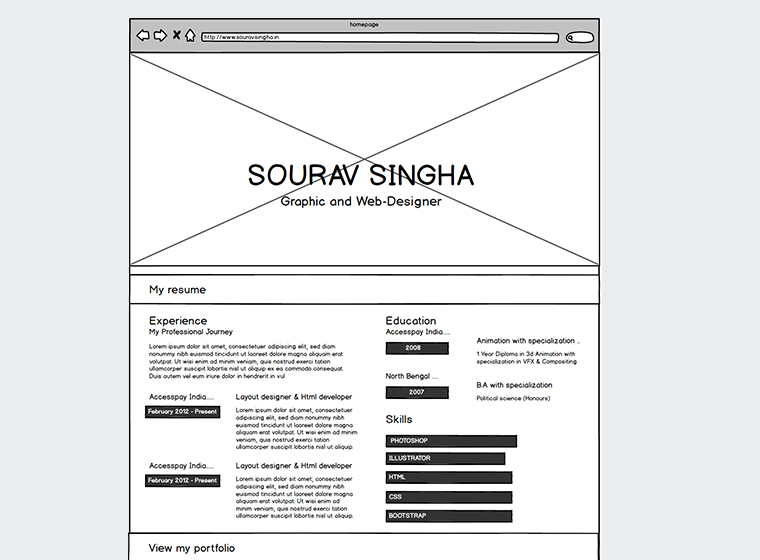 homepage
http://www.souravsingha.in
SOURAV SINGHA
Graphic and Web-Designer
My resume
Experience
My Professional Journey
Lorem ipsum dolor sit amet, consectetuer adipiscing elit, sed diam
nonummy nibh euismod tincidunt ut laoreet dolore magna aliquam erat
volutpat. Ut wisi enim ad minim veniam, quis nostrud exerci tation
ullamcorper suscipit lobortis nisl ut aliquip ex ea commodo consequat.
Duis autem vel eum iriure dolor in hendrerit in vul
Accesspay India....
February 2012 - Present
Layout designer & Html developer
Lorem ipsum dolor sit amet, consectetuer
adipiscing elit, sed diam nonummy nibh
euismod tincidunt ut laoreet dolore magna
aliquam erat volutpat. Ut wisi enim ad minim
veniam, quis nostrud exerci tation
ullamcorper suscipit lobortis nisl ut aliquip.
Accesspay India....
February 2012 - Present
Layout designer & Html developer
Lorem ipsum dolor sit amet, consectetuer
adipiscing elit, sed diam nonummy nibh
euismod tincidunt ut laoreet dolore magna
aliquam erat volutpat. Ut wisi enim ad minim
veniam, quis nostrud exerci tation
ullamcorper suscipit lobortis nisl ut aliquip.
Education
Accesspay India....
2008
Animation with specialization ..
1 Year Diploma in 3d Animation with
specialization in VFX & Compositing
North Bengal ...
2007
B.A with specialization
Political science (Honours)
Skills
PHOTOSHOP
ILLUSTRATOR
HTML
CSS
BOOTSTRAP
View my portfolio